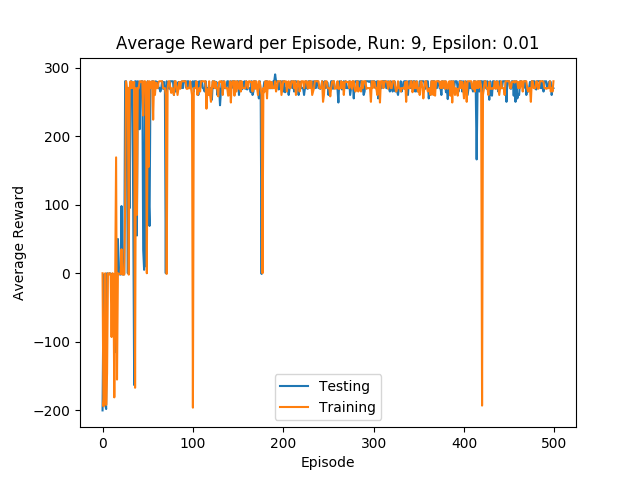 Average Reward per Episode, Run: 9, Epsilon: 0.01
300
200
100
0
−100
−200
Average Reward
Testing
Training
0
100
200
300
400
500
Episode